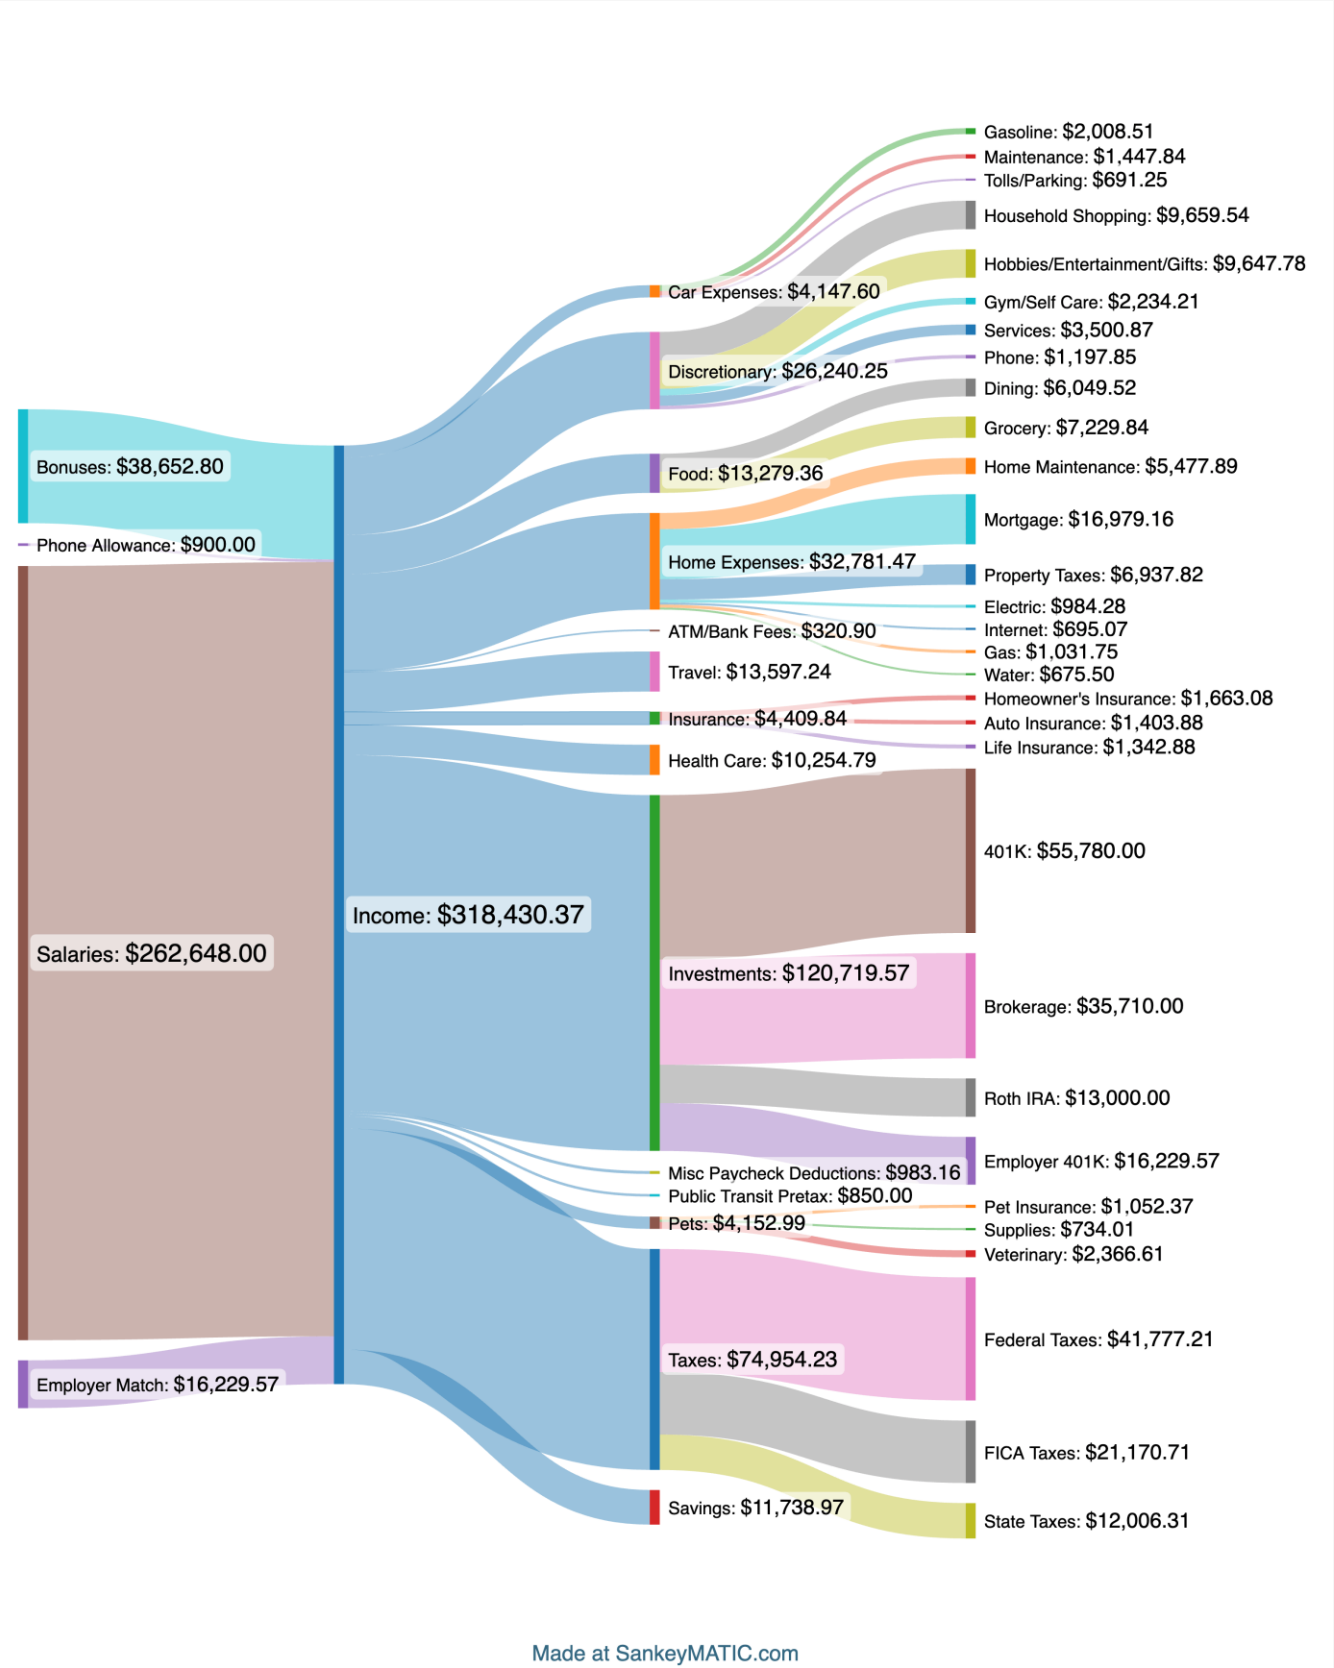 Gasoline: $2,008.51
Maintenance: $1,447.84
Tolls/Parking: $691.25
Household Shopping: $9,659.54
Hobbies/Entertainment/Gifts: $9,647.78
Car Expenses: $4,147.60
Gym/Self Care: $2,234.21
Services: $3,500.87
Phone: $1,197.85
Discretionary: $26,240.25
Dining: $6,049.52
Grocery: $7,229.84
Bonuses: $38,652.80
Food: $13,279.36
Home Maintenance: $5,477.89
Mortgage: $16,979.16
Phone Allowance: $900.00
Home Expenses: $32,781.47
Property Taxes: $6,937.82
Electric: $984.28
ATM/Bank Fees: $320.90
Internet: $695.07
Gas: $1,031.75
Travel: $13,597.24
Water: $675.50
Homeowner's Insurance: $1,663.08
Insurance: $4,409.84
Auto Insurance: $1,403.88
Life Insurance: $1,342.88
Health Care: $10,254.79
401K: $55,780.00
Income: $318,430.37
Salaries: $262,648.00
Investments: $120,719.57
Brokerage: $35,710.00
Roth IRA: $13,000.00
Employer 401K: $16,229.57
Misc Paycheck Deductions: $983.16
Public Transit Pretax: $850.00
Pet Insurance: $1,052.37
Pets: $4,152.99
Supplies: $734.01
Veterinary: $2,366.61
Federal Taxes: $41,777.21
Taxes: $74,954.23
Employer Match: $16,229.57
FICA Taxes: $21,170.71
Savings: $11,738.97
State Taxes: $12,006.31
Made at SankeyMATIC.com